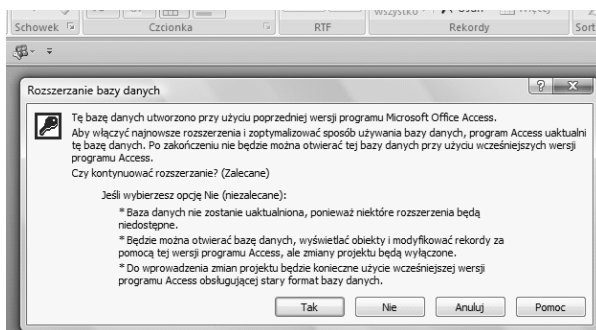 wszystko
Schowek Czcionka RTF Rekordy Sort
Rozszerzanie bazy danych
Tę bazę danych utworzono przy użyciu poprzedniej wersji programu Microsoft Office Access.
Aby włączyć najnowsze rozszerzenia i zoptymalizować sposób używania bazy danych, program Access uaktualni
tę bazę danych. Po zakończeniu nie będzie można otwierać tej bazy danych przy użyciu wcześniejszych wersji
programu Access.
Czy kontynuować rozszerzanie? (Zalecane)
Jeśli wybierzesz opcję Nie (niezalecane):
* Baza danych nie zostanie uaktualniona, ponieważ niektóre rozszerzenia będą
niedostępne.
* Będzie można otwierać bazę danych, wyświetlać obiekty i modyfikować rekordy za
pomocą tej wersji programu Access, ale zmiany projektu będą wyłączone.
* Do wprowadzenia zmian projektu będzie konieczne użycie wcześniejszej wersji
programu Access obsługującej stary format bazy danych.
Tak Nie Anuluj Pomoc